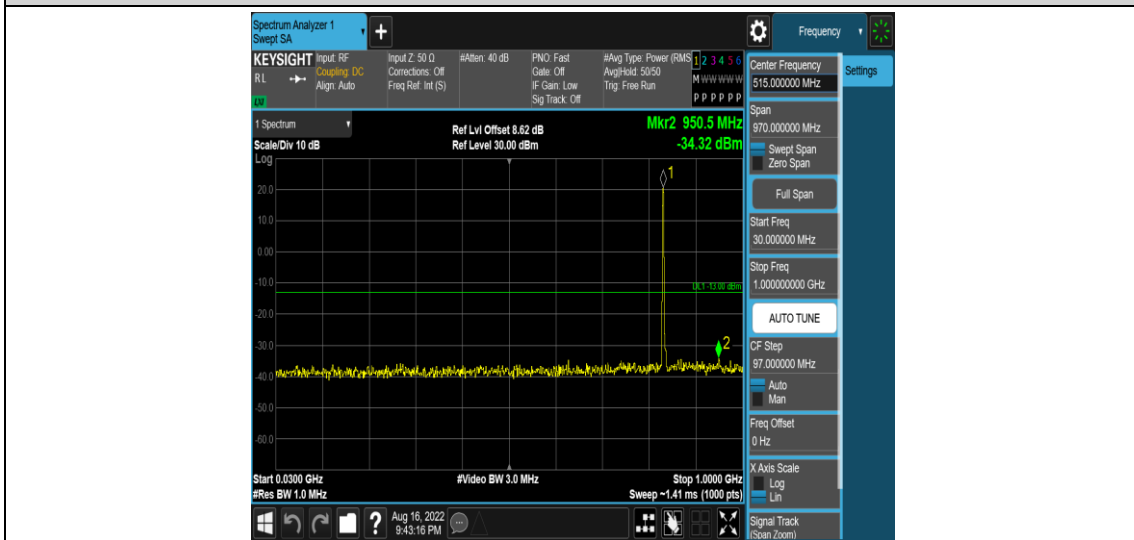 Spectrum Analyzer 1
Swept SA
+
Frequency
KEYSIGHT
RL
LXI
Input: RF
Coupling: DC
Align: Auto
Input Z: 50 Ω
Corrections: Off
Freq Ref: Int (S)
#Atten: 40 dB
PNO: Fast
Gate: Off
IF Gain: Low
Sig Track: Off
#Avg Type: Power (RMS
Avg|Hold: 50/50
Trig: Free Run
1 2 3 4 5 6
M W W W W W
P P P P P P
1 Spectrum
Scale/Div 10 dB
Ref Lvl Offset 8.62 dB
Ref Level 30.00 dBm
Mkr2 950.5 MHz
-34.32 dBm
Log
1
20.0
10.0
0.00
-10.0
DL1 -13.00 dBm
-20.0
-30.0
2
-40.0
-50.0
-60.0
Start 0.0300 GHz
#Res BW 1.0 MHz
#Video BW 3.0 MHz
Stop 1.0000 GHz
Sweep ~1.41 ms (1000 pts)
?
Aug 16, 2022
9:43:16 PM
Center Frequency
515.000000 MHz
Settings
Span
970.000000 MHz
Swept Span
Zero Span
Full Span
Start Freq
30.000000 MHz
Stop Freq
1.000000000 GHz
AUTO TUNE
CF Step
97.000000 MHz
Auto
Man
Freq Offset
0 Hz
X Axis Scale
Log
Lin
Signal Track
(Span Zoom)